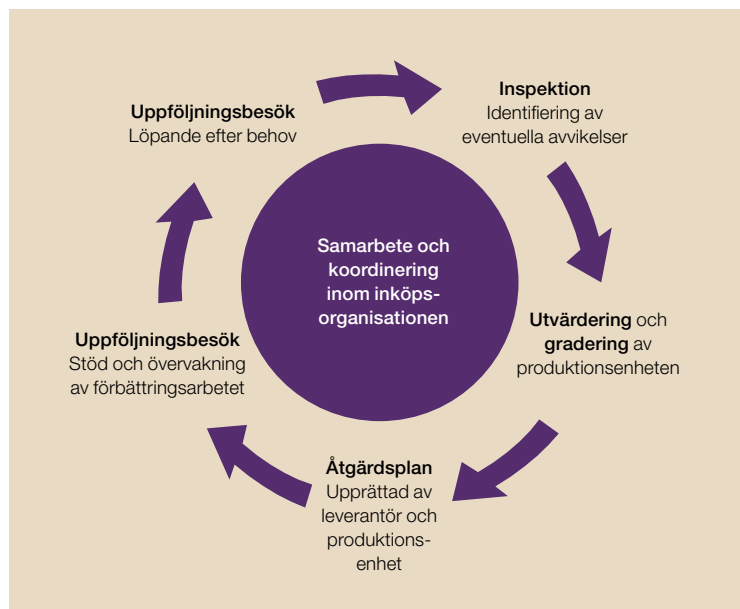 Uppföljningsbesök
Löpande efter behov
Inspektion
Identifiering av
eventuella avvikelser
Samarbete och
koordinering
inom inköps-
organisationen
Utvärdering och
gradering av
produktionsenheten
Åtgärdsplan
Upprättad av
leverantör och
produktions-
enhet
Uppföljningsbesök
Stöd och övervakning
av förbättringsarbetet